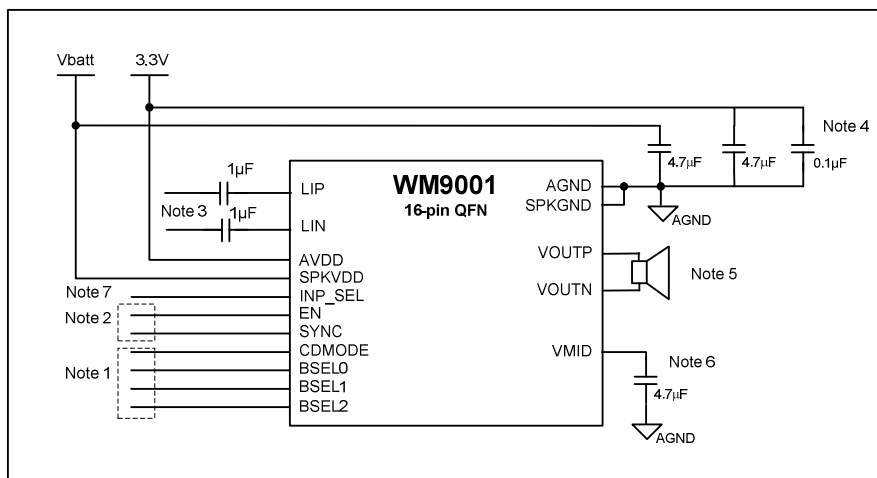 Vbatt 3.3V
Note 4
4.7µF 4.7µF 0.1µF
1µF
WM9001
16-pin QFN
LIP
AGND
SPKGND
AGND
Note 3
1µF
LIN
AVDD
VOUTP
SPKVDD
Note 5
Note 7
INP_SEL
VOUTN
Note 2
EN
SYNC
CDMODE
VMID
Note 6
Note 1
BSEL0
BSEL1
4.7µF
BSEL2
AGND